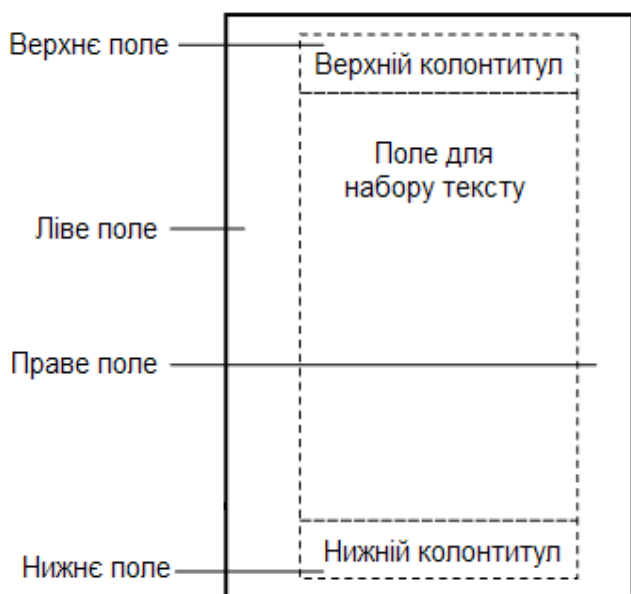 Верхнє поле
Верхній колонтитул
Поле для
набору тексту
Ліве поле
Праве поле
Нижній колонтитул
Нижнє поле